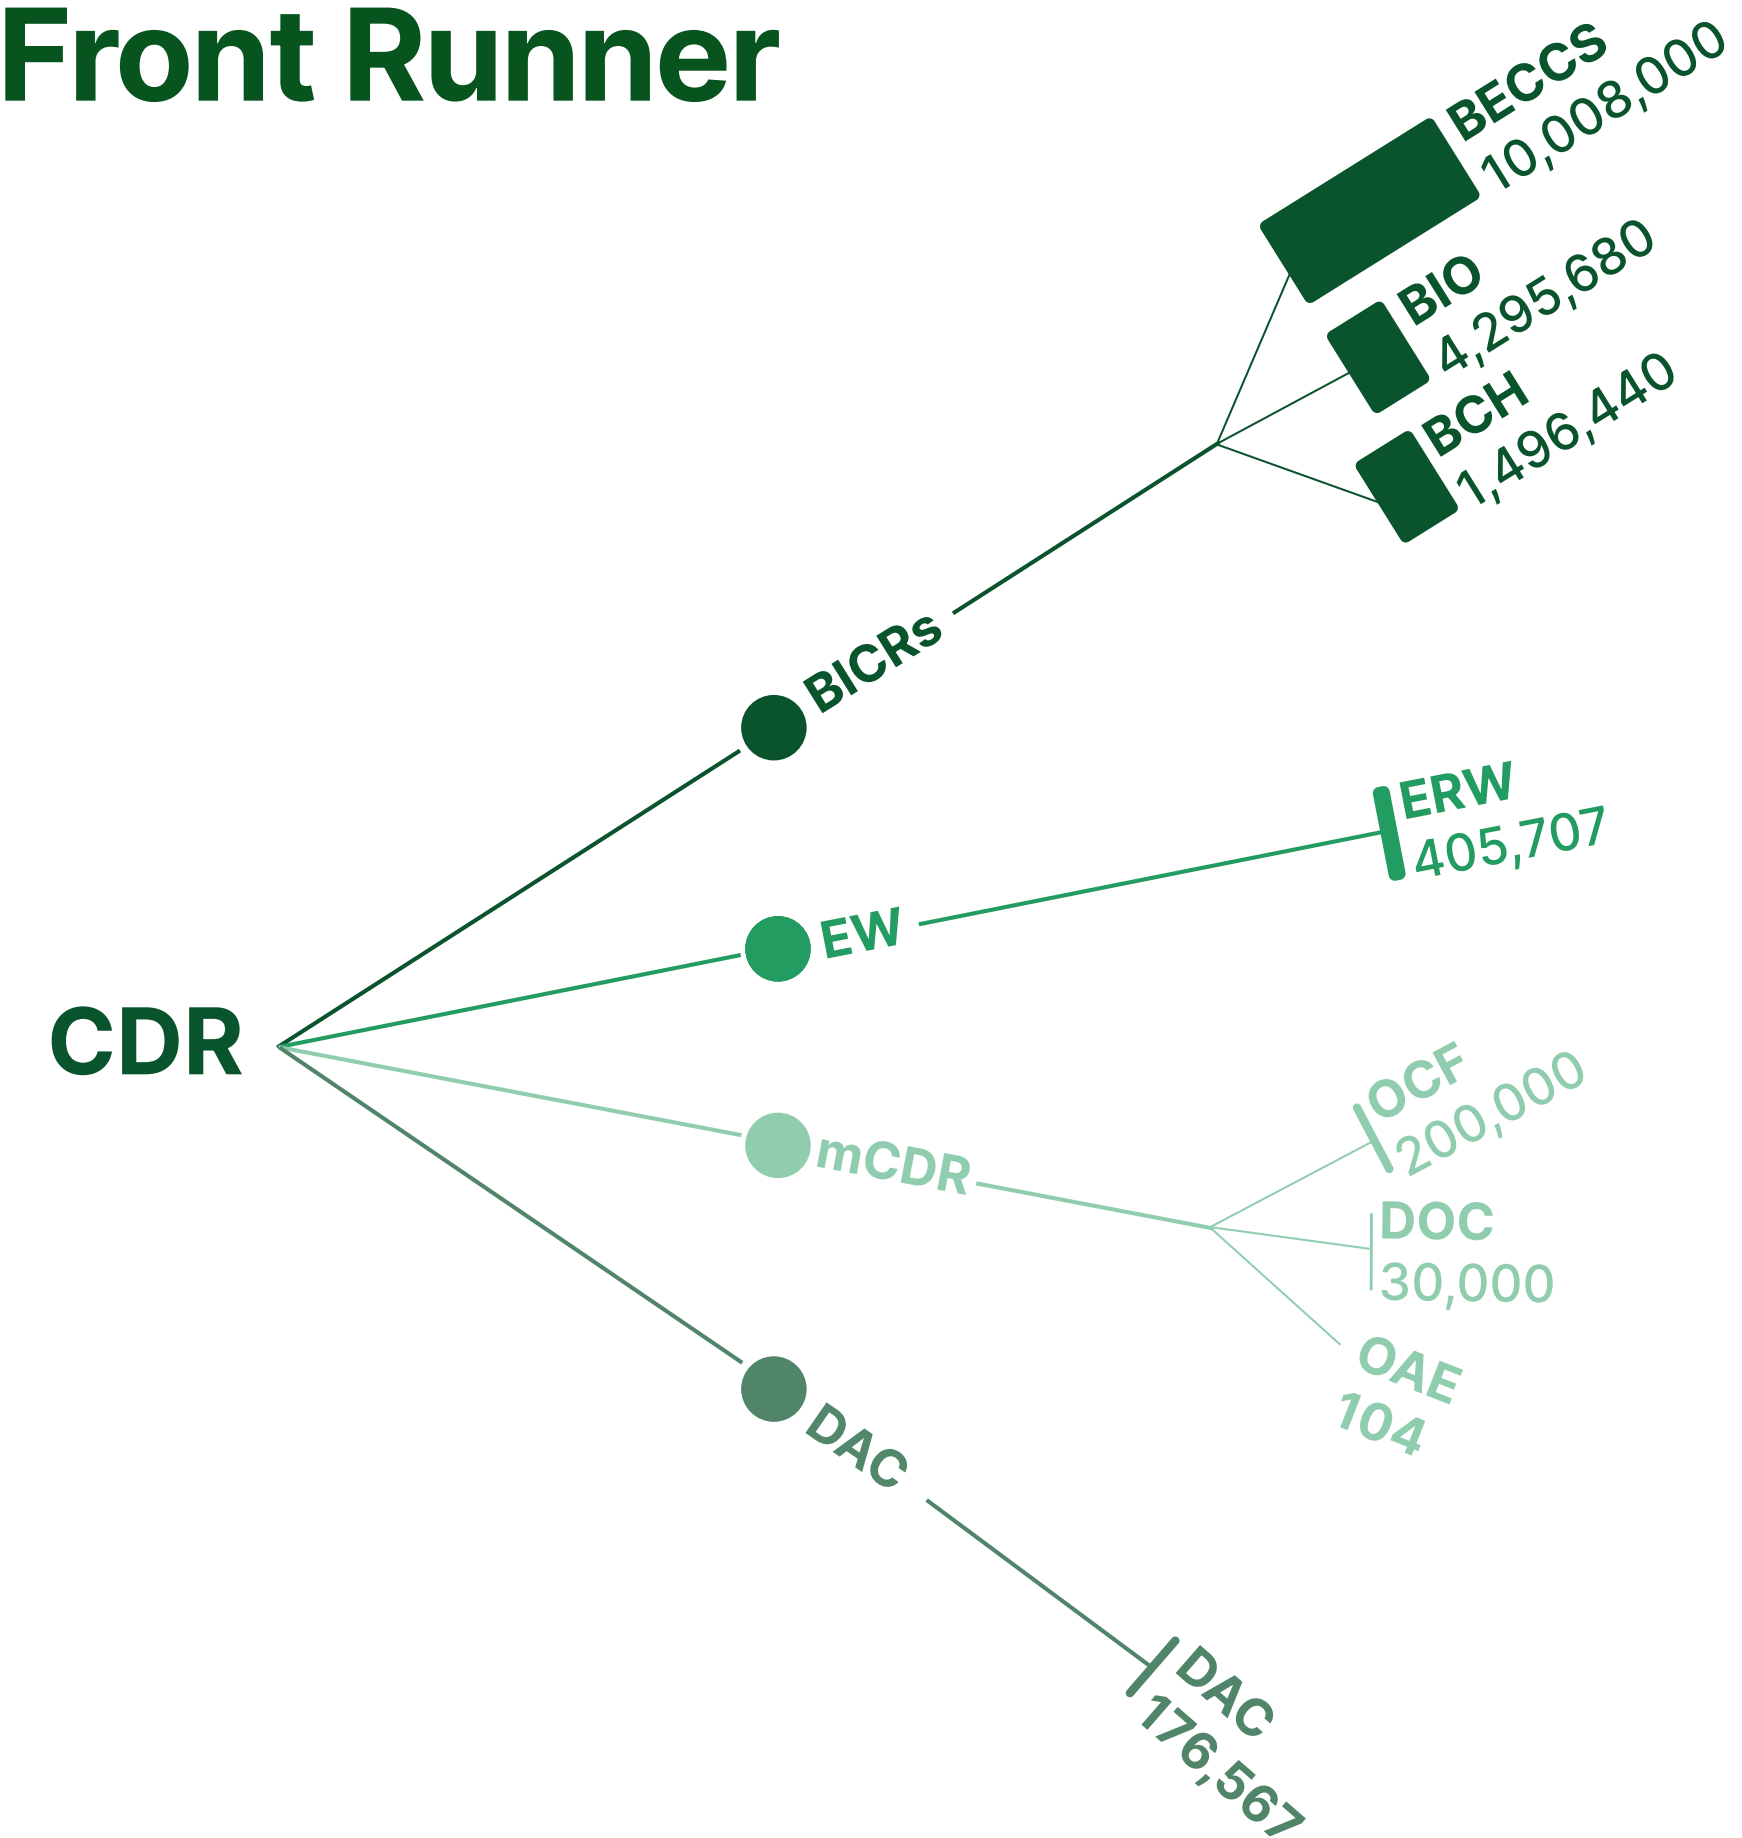 Front Runner
BECCS
10,008,000
BIO
4,295,680
BCH
1,496,440
BICRs
ERW
405,707
EW
CDR
OCF
200,000
mCDR
DOC
30,000
OAE
104
DAC
DAC
176,567